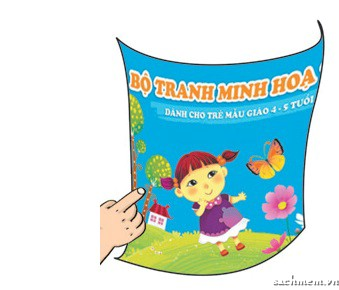 BỘ TRANH MINH HOẠ
DÀNH CHO TRẺ MẪU GIÁO 4 - 5 TUỔI
sachmem.vn